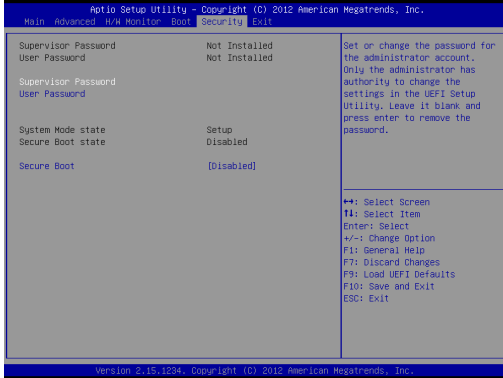 Aptio Setup Utility – Copyright (C) 2012 American Megatrends, Inc.
Main Advanced H/W Monitor Boot Security Exit
Supervisor Password Not Installed
User Password Not Installed
Supervisor Password
User Password
System Mode state Setup
Secure Boot state Disabled
Secure Boot [Disabled]
Set or change the password for
the administrator account.
Only the administrator has
authority to change the
settings in the UEFI Setup
Utility. Leave it blank and
press enter to remove the
password.
↔: Select Screen
↑↓: Select Item
Enter: Select
+/-: Change Option
F1: General Help
F7: Discard Changes
F9: Load UEFI Defaults
F10: Save and Exit
ESC: Exit
Version 2.15.1234. Copyright (C) 2012 American Megatrends, Inc.